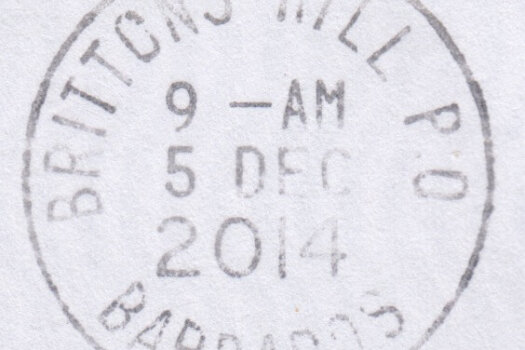 BRITTONS HILL P O
9 —AM
5 DEC
2014
BARBADOS